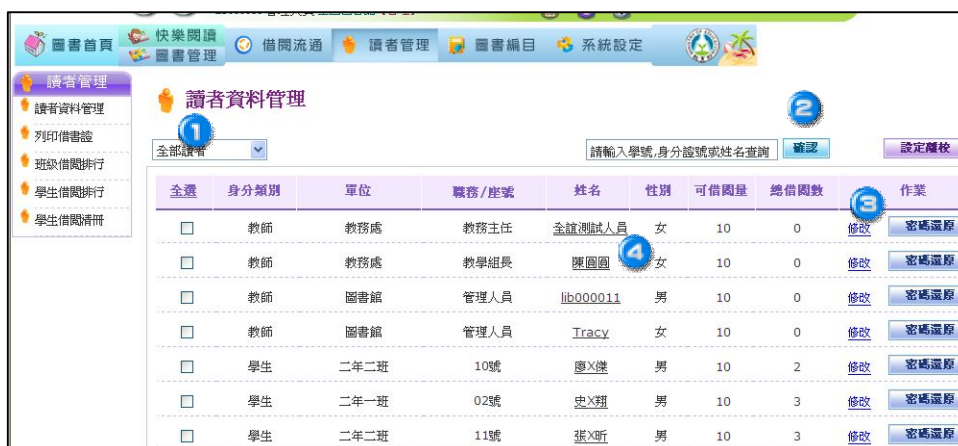 圖書首頁
快樂閱讀
圖書管理
借閱流通
讀者管理
圖書編目
系統設定
讀者管理
讀者資料管理
列印借書證
班級借閱排行
學生借閱排行
學生借閱清冊
讀者資料管理
1
2
全部讀者 請輸入學號,身分證號或姓名查詢 確認 設定離校
全選 身分類別 單位 職務/座號 姓名 性別 可借閱量 總借閱數 3 作業
教師 教務處 教務主任 全誼測試人員 女 10 0 修改 密碼還原
教師 教務處 教學組長 陳圓圓 4 女 10 0 修改 密碼還原
教師 圖書館 管理人員 lib000011 男 10 0 修改 密碼還原
教師 圖書館 管理人員 Tracy 女 10 0 修改 密碼還原
學生 二年二班 10號 廖X傑 男 10 2 修改 密碼還原
學生 二年一班 02號 史X翔 男 10 3 修改 密碼還原
學生 二年二班 11號 張X昕 男 10 3 修改 密碼還原